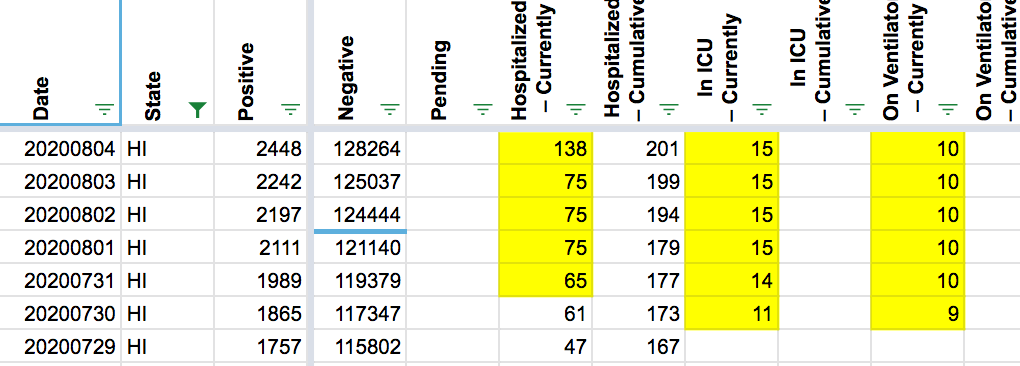 Date State Positive Negative Pending Hospitalized – Currently Hospitalized – Cumulative In ICU – Currently In ICU – Cumulative On Ventilato – Currently On Ventilato – Cumulative
20200804 HI 2448 128264 138 201 15 10
20200803 HI 2242 125037 75 199 15 10
20200802 HI 2197 124444 75 194 15 10
20200801 HI 2111 121140 75 179 15 10
20200731 HI 1989 119379 65 177 14 10
20200730 HI 1865 117347 61 173 11 9
20200729 HI 1757 115802 47 167